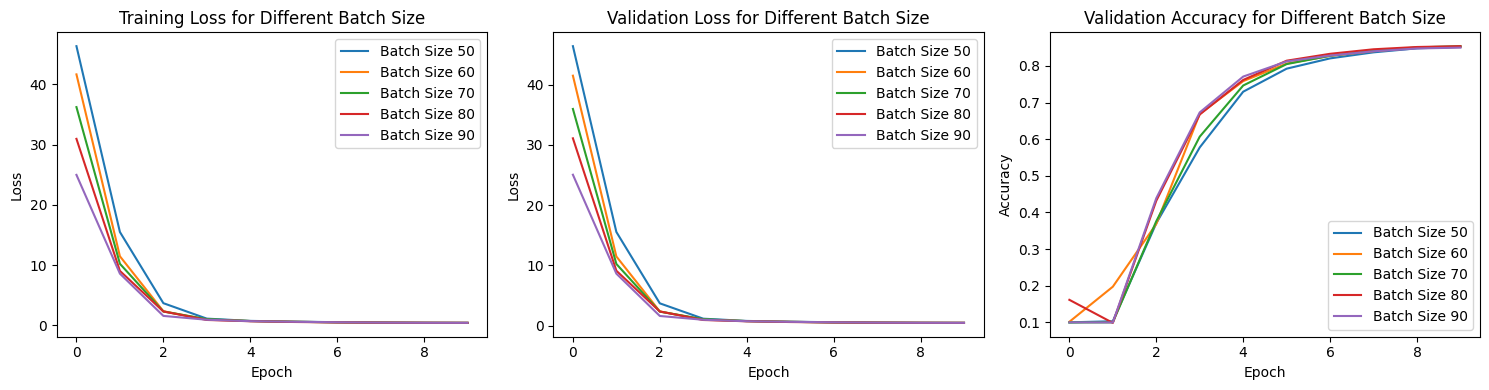 Training Loss for Different Batch Size
Loss
40
30
20
10
0
0 2 4 6 8
Epoch
Batch Size 50
Batch Size 60
Batch Size 70
Batch Size 80
Batch Size 90
Validation Loss for Different Batch Size
Loss
40
30
20
10
0
0 2 4 6 8
Epoch
Batch Size 50
Batch Size 60
Batch Size 70
Batch Size 80
Batch Size 90
Validation Accuracy for Different Batch Size
Accuracy
0.8
0.7
0.6
0.5
0.4
0.3
0.2
0.1
0 2 4 6 8
Epoch
Batch Size 50
Batch Size 60
Batch Size 70
Batch Size 80
Batch Size 90